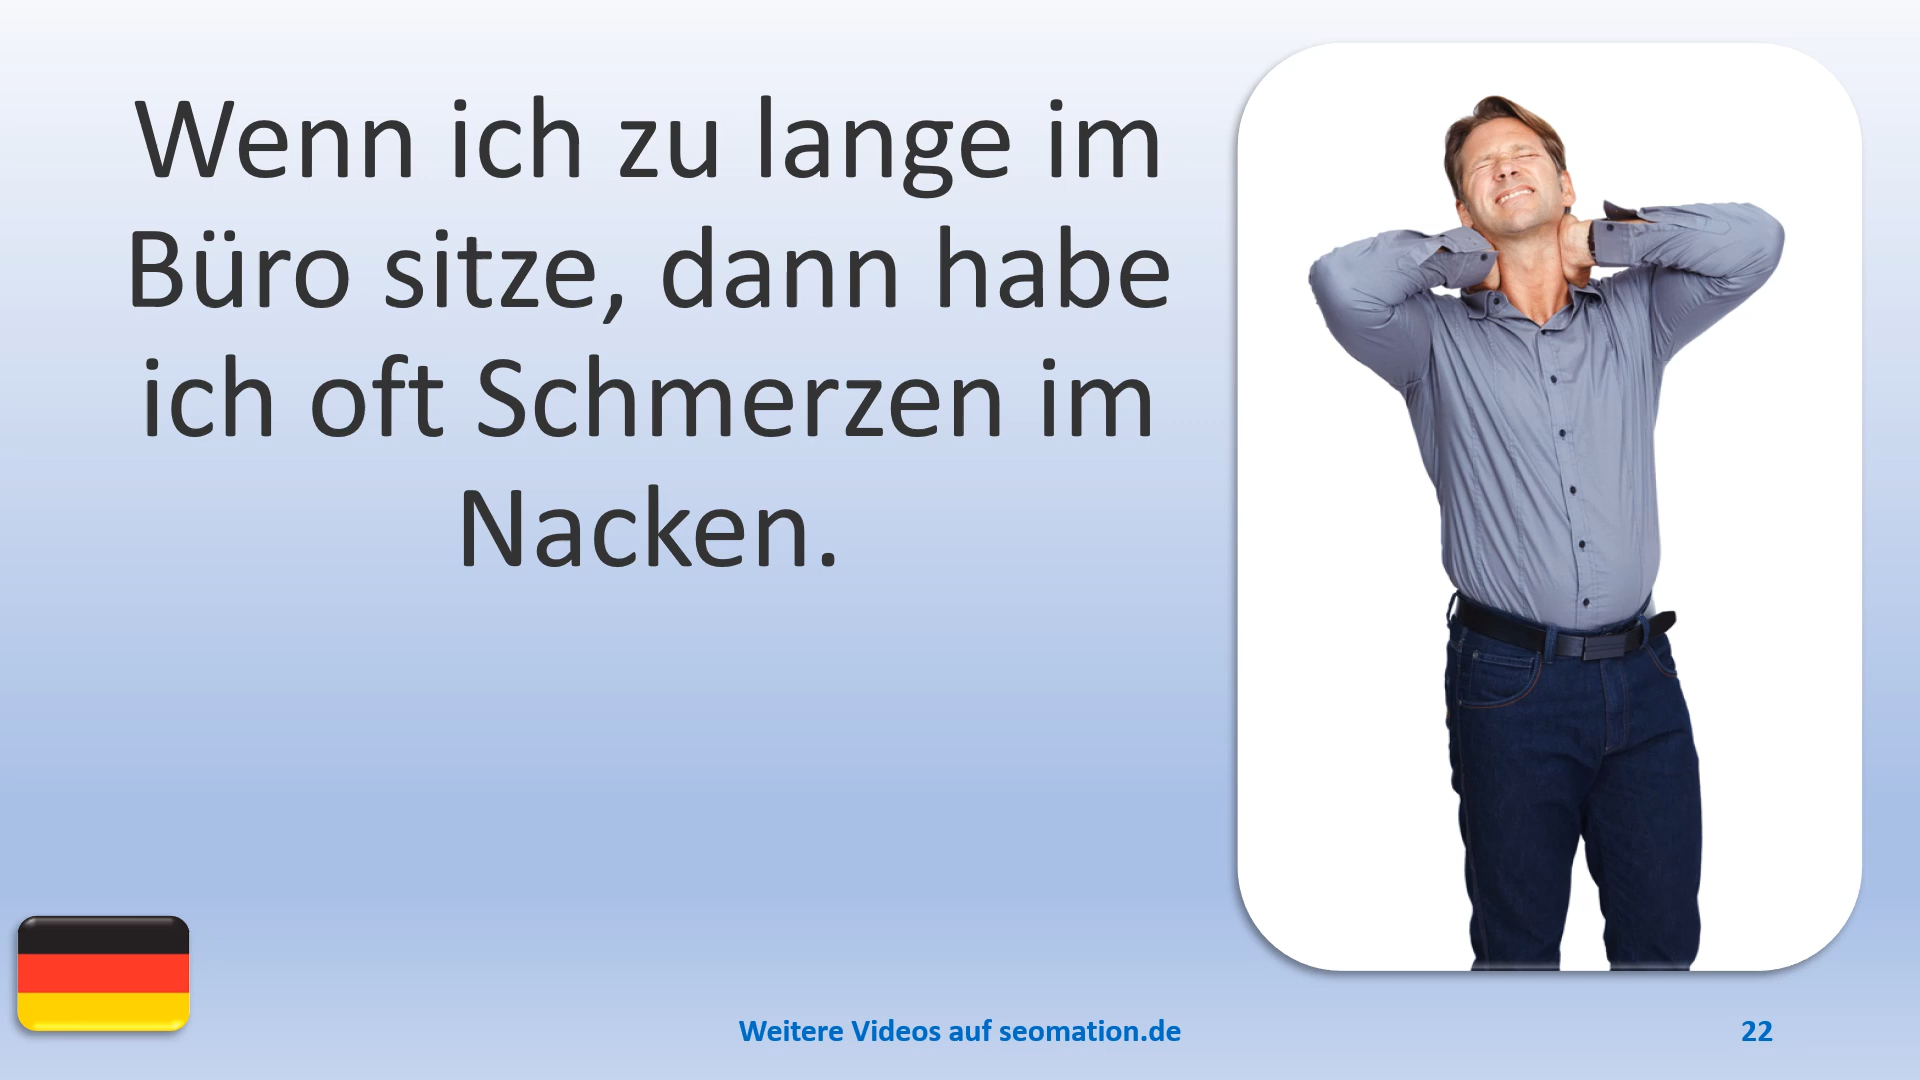 Wenn ich zu lange im
Büro sitze, dann habe
ich oft Schmerzen im
Nacken.
Weitere Videos auf seomation.de
22